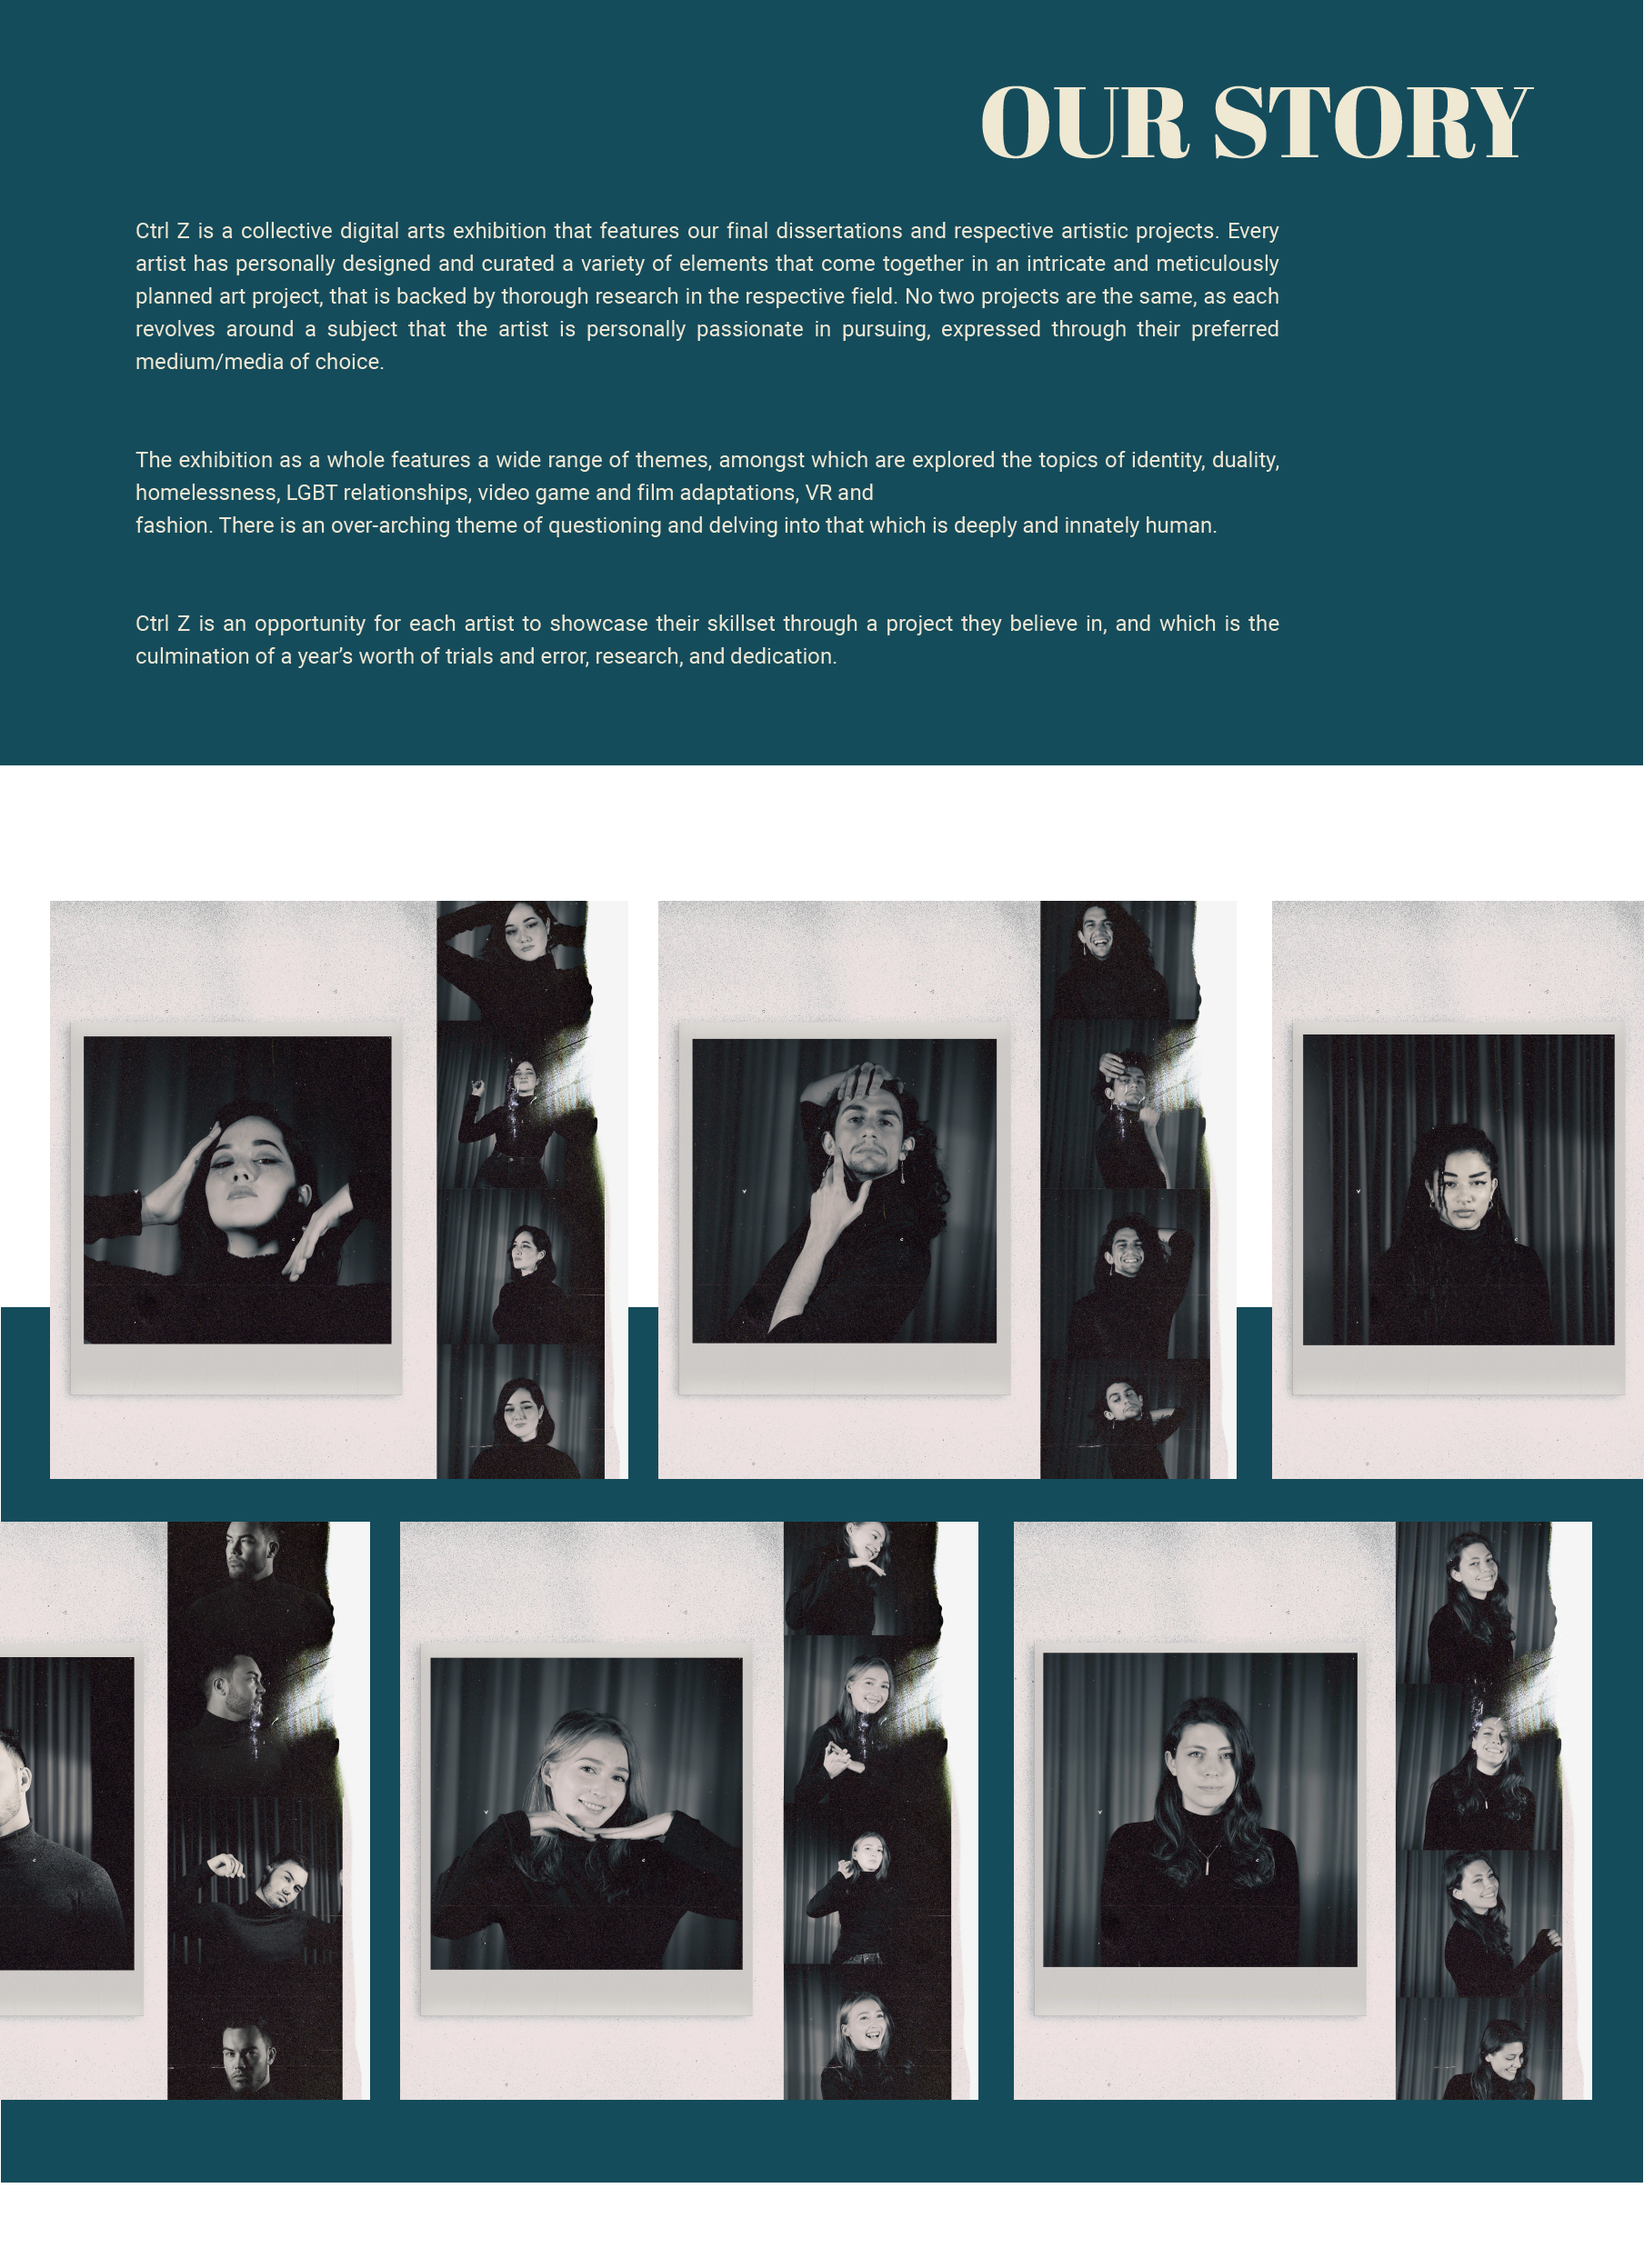 OUR STORY
Ctrl Z is a collective digital arts exhibition that features our final dissertations and respective artistic projects. Every
artist has personally designed and curated a variety of elements that come together in an intricate and meticulously
planned art project, that is backed by thorough research in the respective field. No two projects are the same, as each
revolves around a subject that the artist is personally passionate in pursuing, expressed through their preferred
medium/media of choice.
The exhibition as a whole features a wide range of themes, amongst which are explored the topics of identity, duality,
homelessness, LGBT relationships, video game and film adaptations, VR and
fashion. There is an over-arching theme of questioning and delving into that which is deeply and innately human.
Ctrl Z is an opportunity for each artist to showcase their skillset through a project they believe in, and which is the
culmination of a year’s worth of trials and error, research, and dedication.